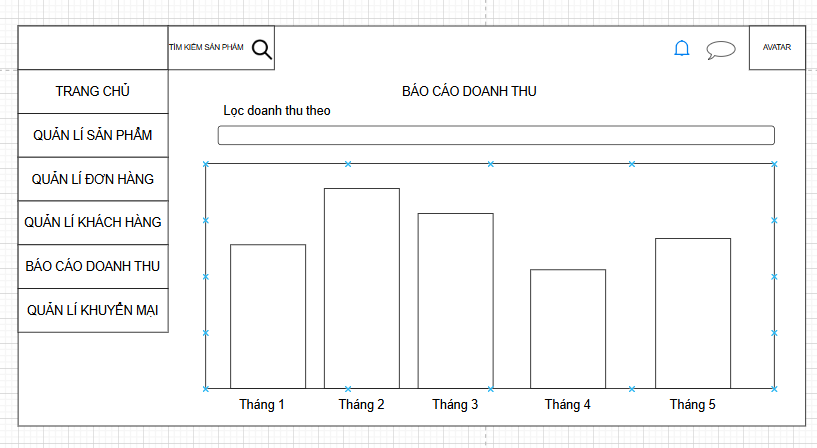 TÌM KIẾM SẢN PHẨM
AVATAR
TRANG CHỦ
QUẢN LÍ SẢN PHẨM
QUẢN LÍ ĐƠN HÀNG
QUẢN LÍ KHÁCH HÀNG
BÁO CÁO DOANH THU
QUẢN LÍ KHUYẾN MẠI
BÁO CÁO DOANH THU
Lọc doanh thu theo
Tháng 1
Tháng 2
Tháng 3
Tháng 4
Tháng 5